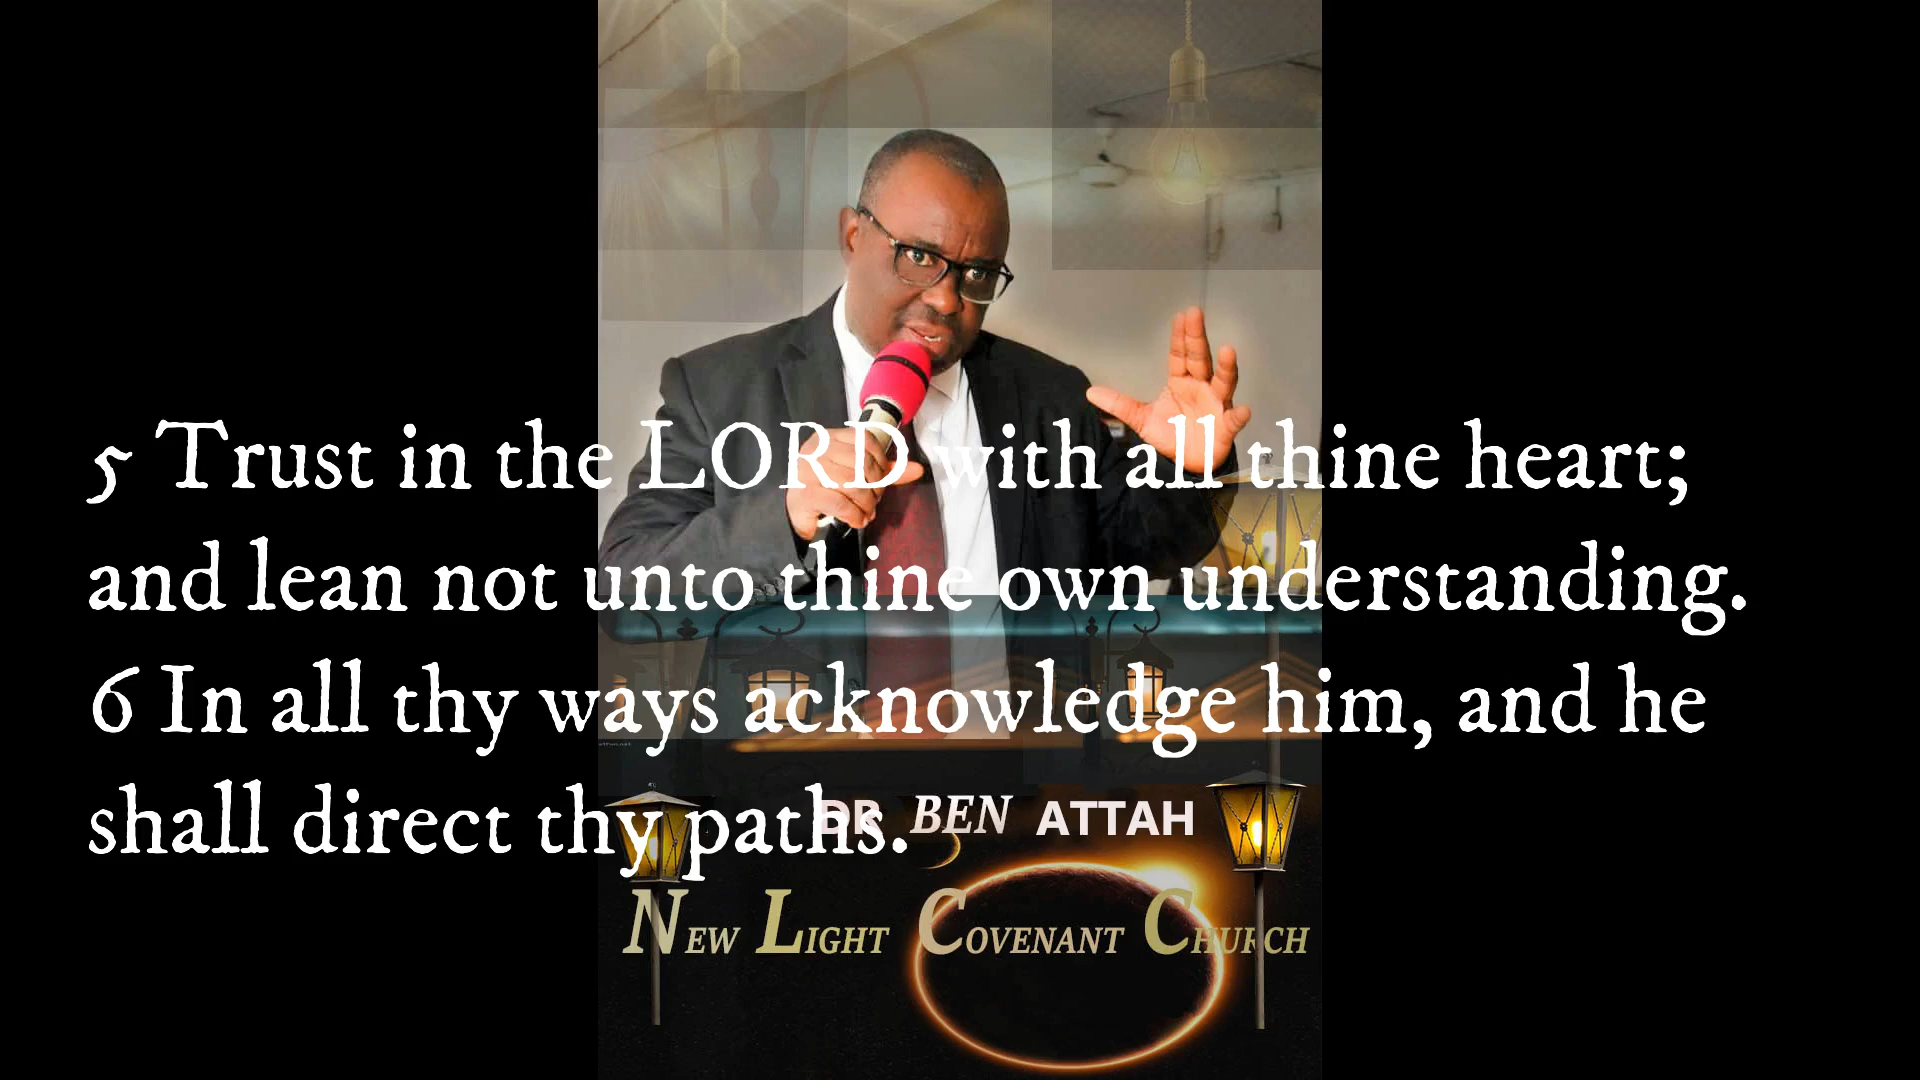 5 Trust in the LORD with all thine heart;
and lean not unto thine own understanding.
6 In all thy ways acknowledge him, and he
shall direct thy paths.
DR BEN ATTAH
NEW LIGHT COVENANT CHURCH